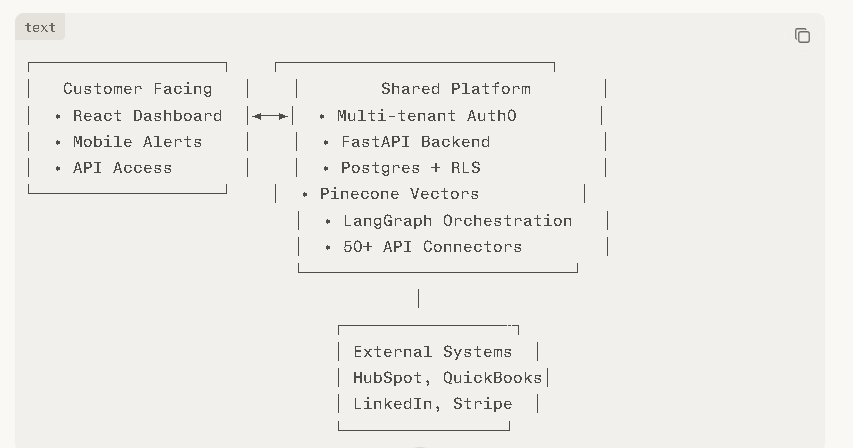 text
Customer Facing
Shared Platform
• React Dashboard
• Multi-tenant Auth0
• Mobile Alerts
• FastAPI Backend
• API Access
• Postgres + RLS
• Pinecone Vectors
• LangGraph Orchestration
• 50+ API Connectors
External Systems
HubSpot, QuickBooks
LinkedIn, Stripe